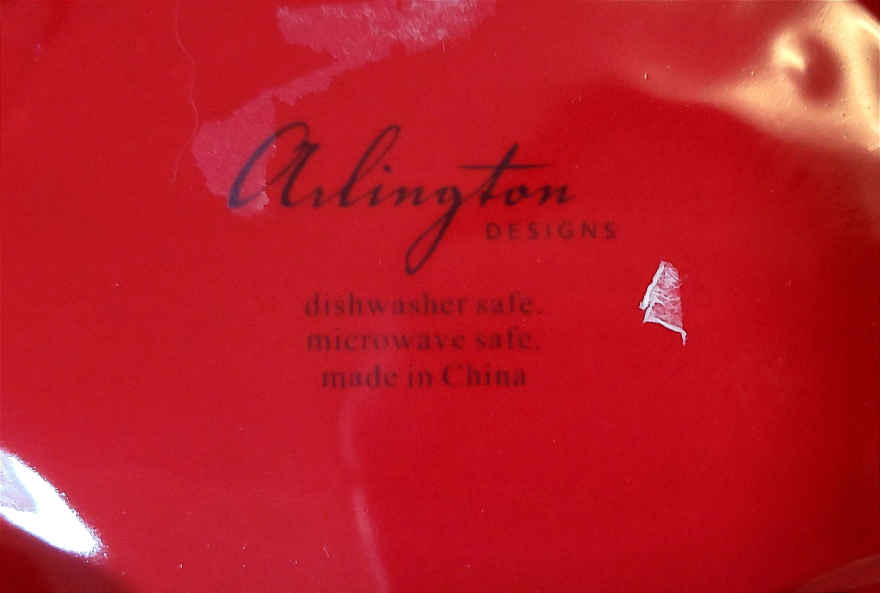 Arlington
DESIGNS
dishwasher safe.
microwave safe.
made in China